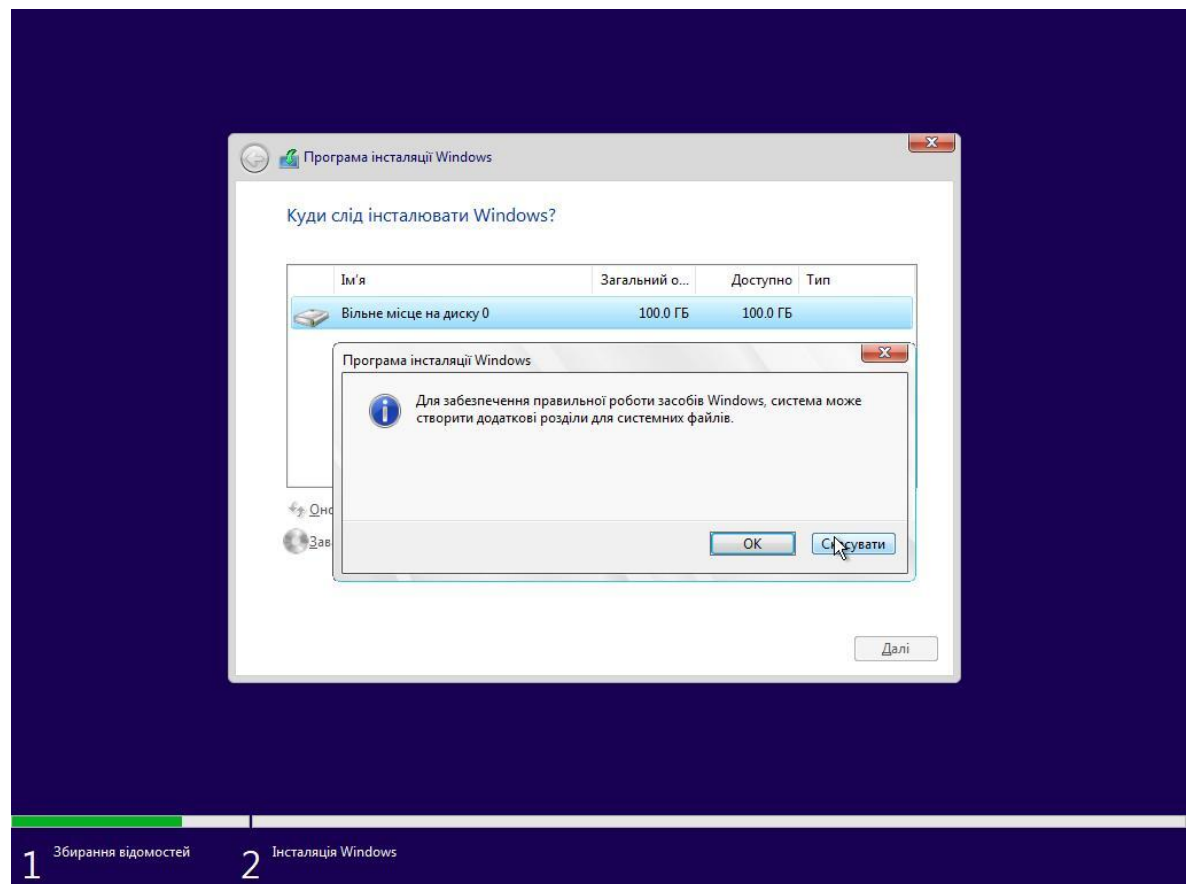 Програма інсталяції Windows
Куди слід інсталювати Windows?
Ім'я Загальний о... Доступно Тип
Вільне місце на диску 0 100.0 ГБ 100.0 ГБ
Програма інсталяції Windows
Для забезпечення правильної роботи засобів Windows, система може
створити додаткові розділи для системних файлів.
OK Скасувати
Далі
1 Збирання відомостей 2 Інсталяція Windows